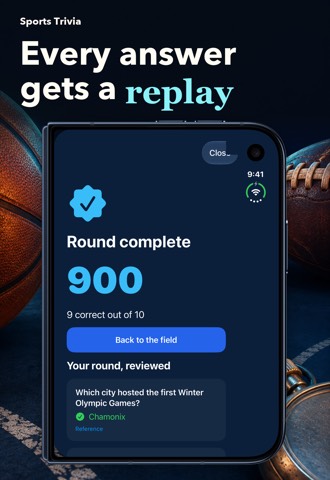 Sports Trivia
Every answer
gets a replay
Clos
9:41
Round complete
900
9 correct out of 10
Back to the field
Your round, reviewed
Which city hosted the first Winter
Olympic Games?
Chamonix
Reference